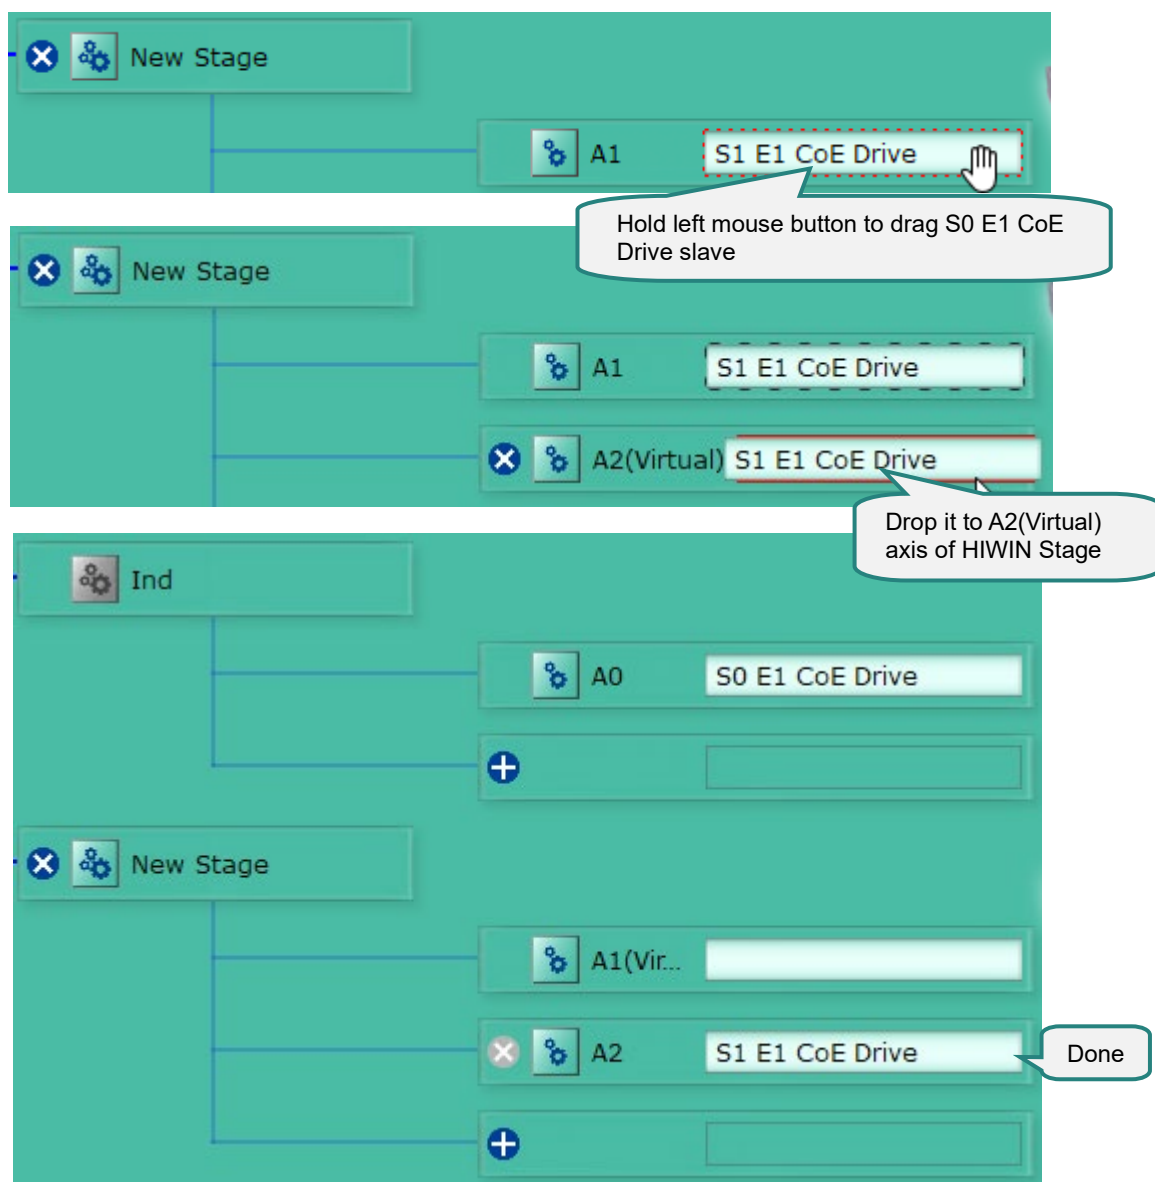 New Stage
A1 S1 E1 CoE Drive
Hold left mouse button to drag S0 E1 CoE
Drive slave
New Stage
A1 S1 E1 CoE Drive
A2(Virtual) S1 E1 CoE Drive
Drop it to A2(Virtual)
axis of HIWIN Stage
Ind
A0 S0 E1 CoE Drive
New Stage
A1(Vir...
A2 S1 E1 CoE Drive
Done